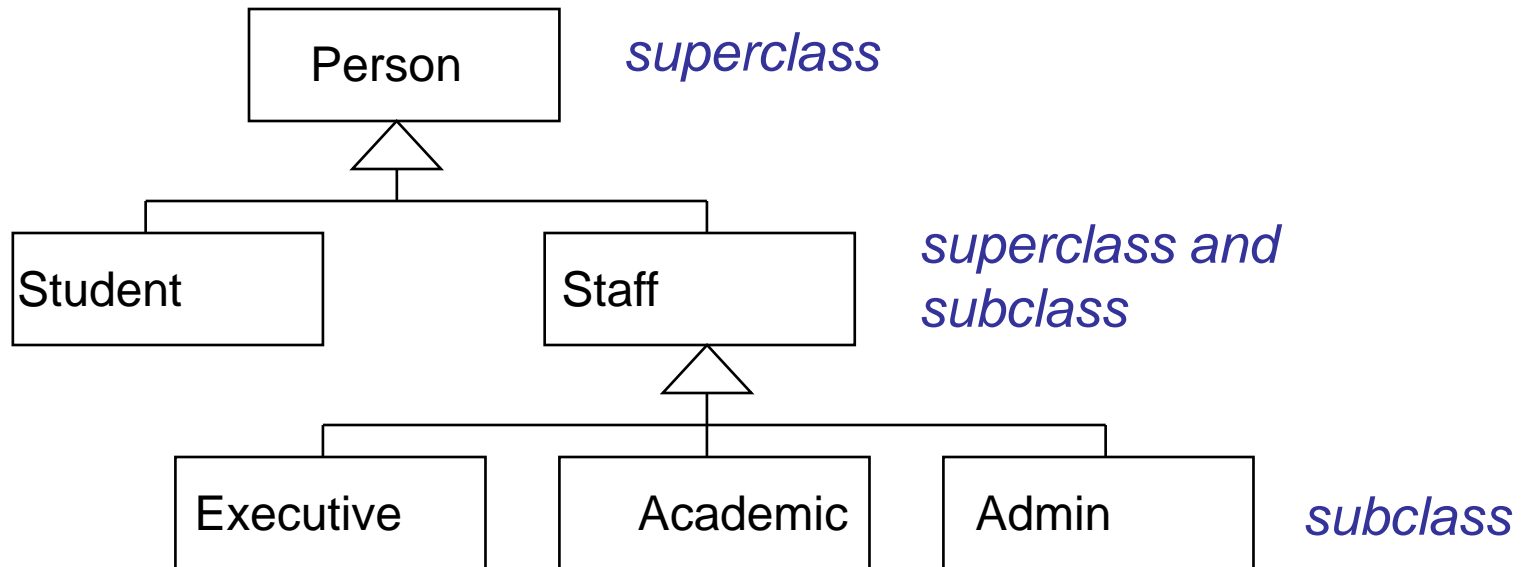 Person
superclass
Student
Staff
superclass and
subclass
Executive
Academic
Admin
subclass